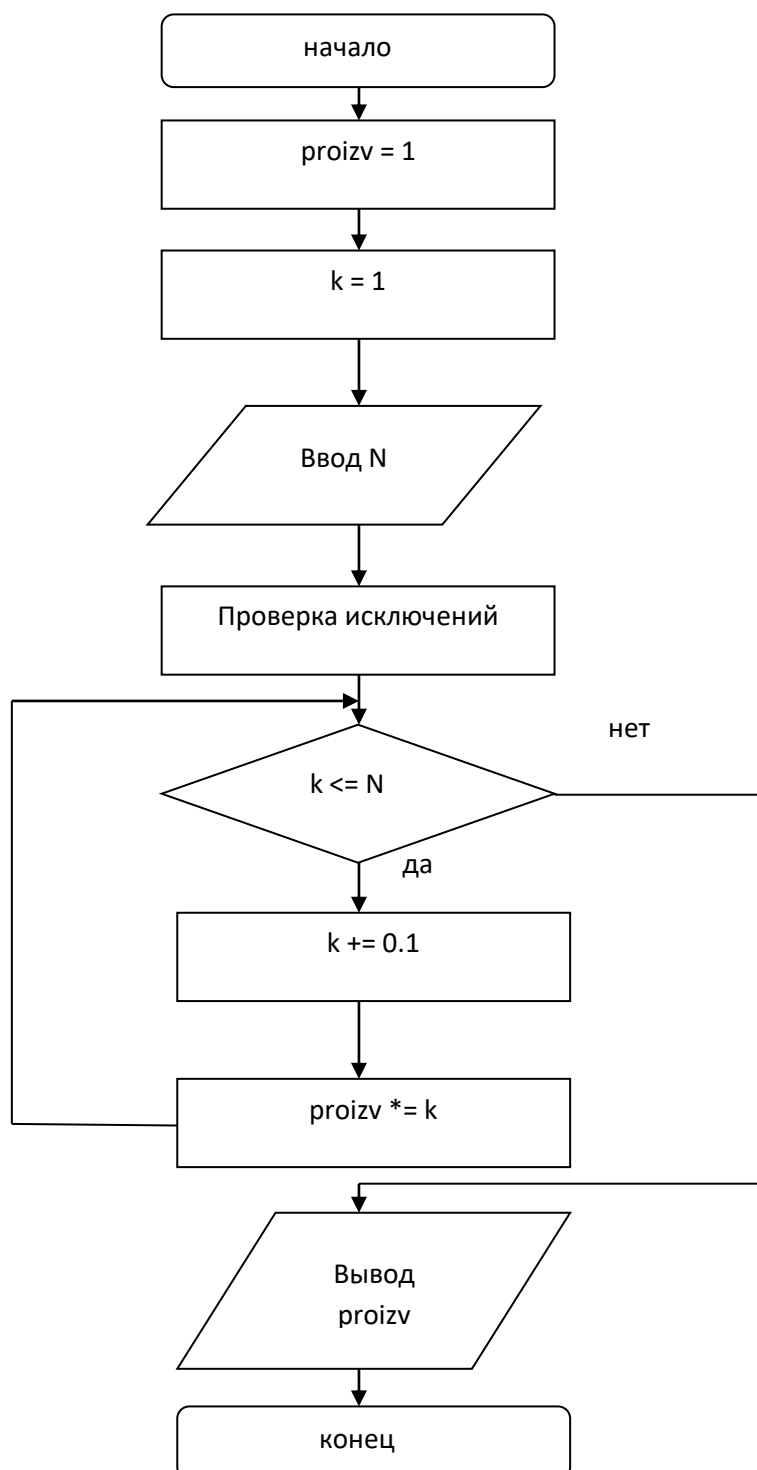 начало
proizv = 1
k = 1
Ввод N
Проверка исключений
нет
k <= N
да
k += 0.1
proizv *= k
Вывод
proizv
конец